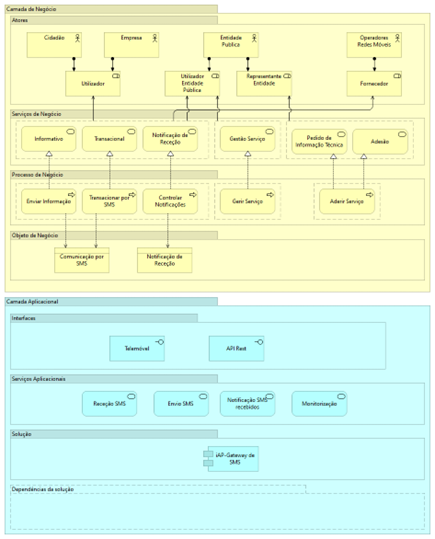 Camada de Negócio
Atores
Cidadão
Empresa
Entidade
Publica
Operadores
Redes Móveis
Utilizador
Utilizador
Entidade
Publica
Representante
Entidade
Fornecador
Serviços de Negócio
Informativo
Transacional
Notificação de
Receção
Gestão Serviço
Pedido de
Informação Técnica
Adesão
Processo de Negócio
Enviar Informação
Transacionar por
SMS
Controlar
Notificações
Gerir Serviço
Aderir Serviço
Objeto de Negócio
Comunicação por
SMS
Notificação de
Receção
Camada Aplicacional
Interfaces
Telemóvel
API Rest
Serviços Aplicacionais
Receção SMS
Envio SMS
Notificação SMS
recebidos
Monitorização
Solução
iAP-Gateway de
SMS
Dependências de solução